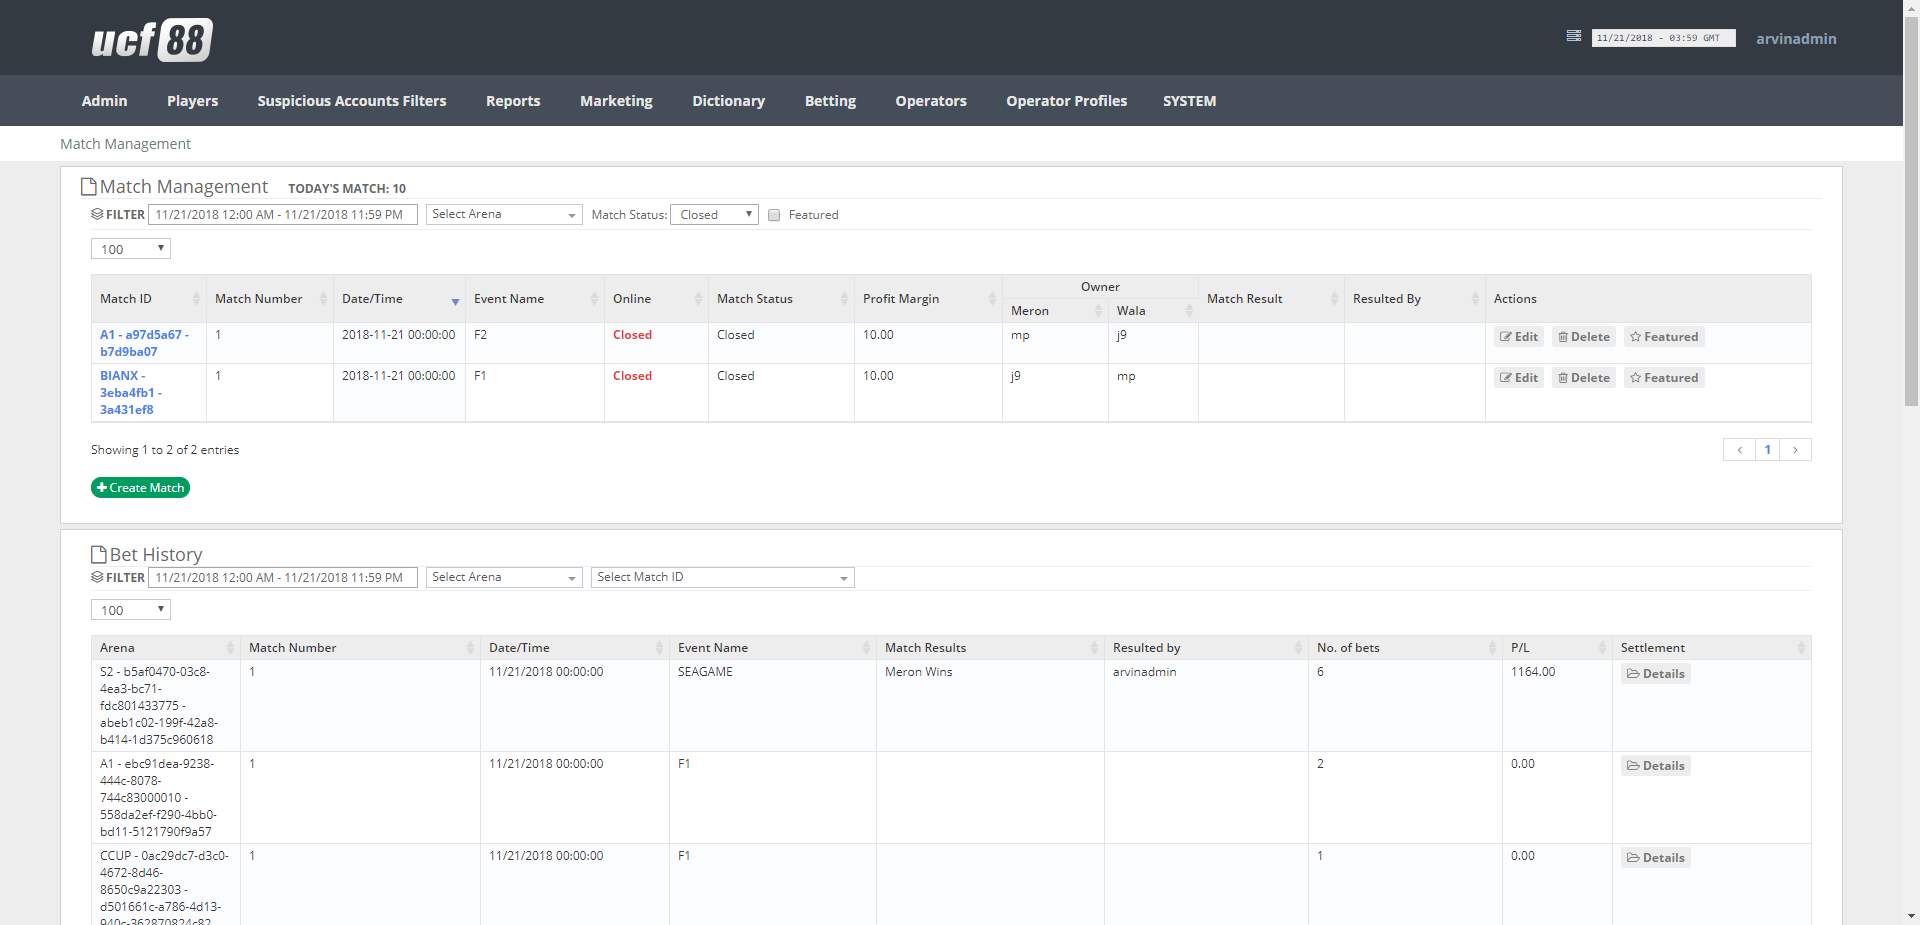 ucf88
11/21/2018 - 03:59 GMT
arvinadmin
Admin Players Suspicious Accounts Filters Reports Marketing Dictionary Betting Operators Operator Profiles SYSTEM
Match Management
Match Management TODAY'S MATCH: 10
FILTER 11/21/2018 12:00 AM - 11/21/2018 11:59 PM Select Arena Match Status: Closed Featured
100
Owner
Match ID Match Number Date/Time Event Name Online Match Status Profit Margin Match Result Resulted By Actions
Meron Wala
A1 - a97d5a67 - 1 2018-11-21 00:00:00 F2 Closed Closed 10.00 mp j9 Edit Delete Featured
b7d9ba07
BIANX - 1 2018-11-21 00:00:00 F1 Closed Closed 10.00 j9 mp Edit Delete Featured
3eba4fb1 -
3a431ef8
Showing 1 to 2 of 2 entries
1
Create Match
Bet History
FILTER 11/21/2018 12:00 AM - 11/21/2018 11:59 PM Select Arena Select Match ID
100
Arena Match Number Date/Time Event Name Match Results Resulted by No. of bets P/L Settlement
S2 - b5af0470-03c8- 1 11/21/2018 00:00:00 SEAGAME Meron Wins arvinadmin 6 1164.00 Details
4ea3-bc71-
fdc801433775 -
abeb1c02-199f-42a8-
b414-1d375c960618
A1 - ebc91dea-9238- 1 11/21/2018 00:00:00 F1 2 0.00 Details
444c-8078-
744c83000010 -
558da2ef-f290-4bb0-
bd11-5121790f9a57
CCUP - 0ac29dc7-d3c0- 1 11/21/2018 00:00:00 F1 1 0.00 Details
4672-8d46-
8650c9a22303 -
d501661c-a786-4d13-
940c-362870824c82